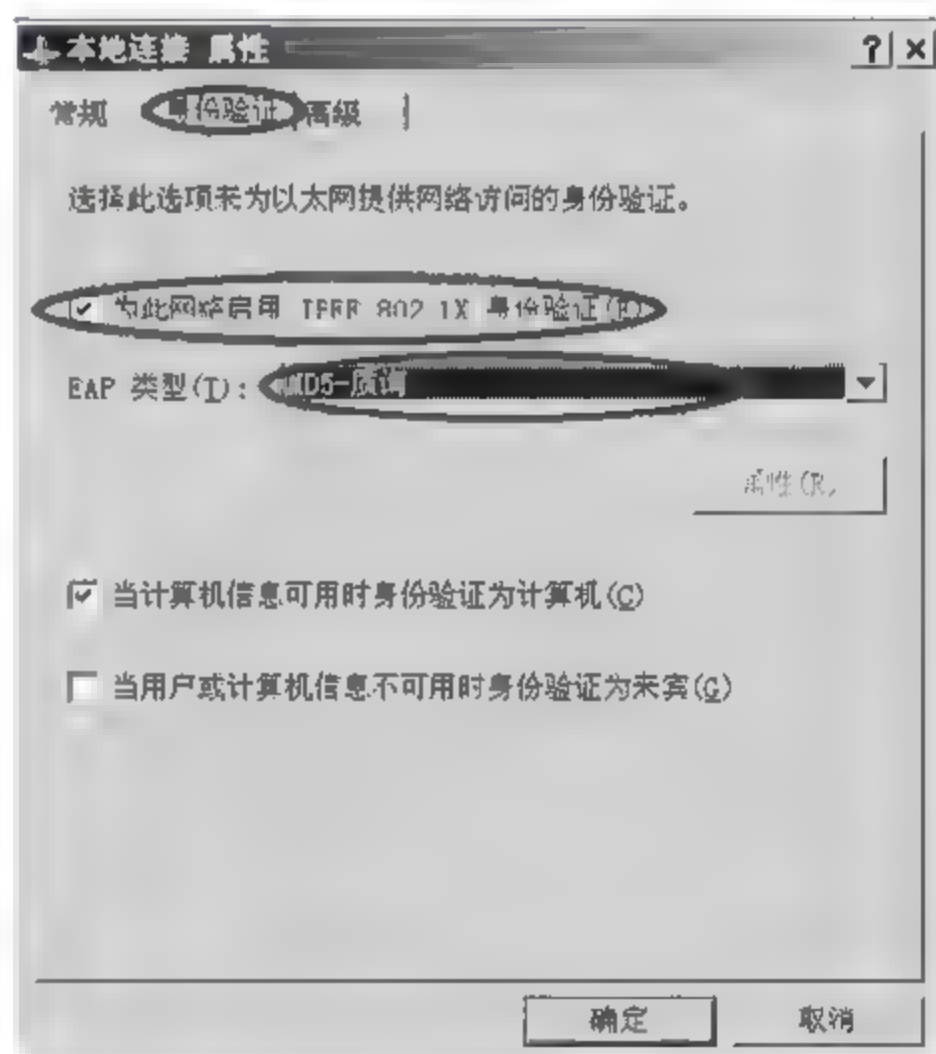 本地连接 属性
常规 身份验证 高级
选择此选项来为以太网提供网络访问的身份验证。
为此网络启用 IEEE 802.1X 身份验证(E)
EAP 类型(T): MD5-质询
属性(R)
当计算机信息可用时身份验证为计算机(C)
当用户或计算机信息不可用时身份验证为来宾(G)
确定 取消